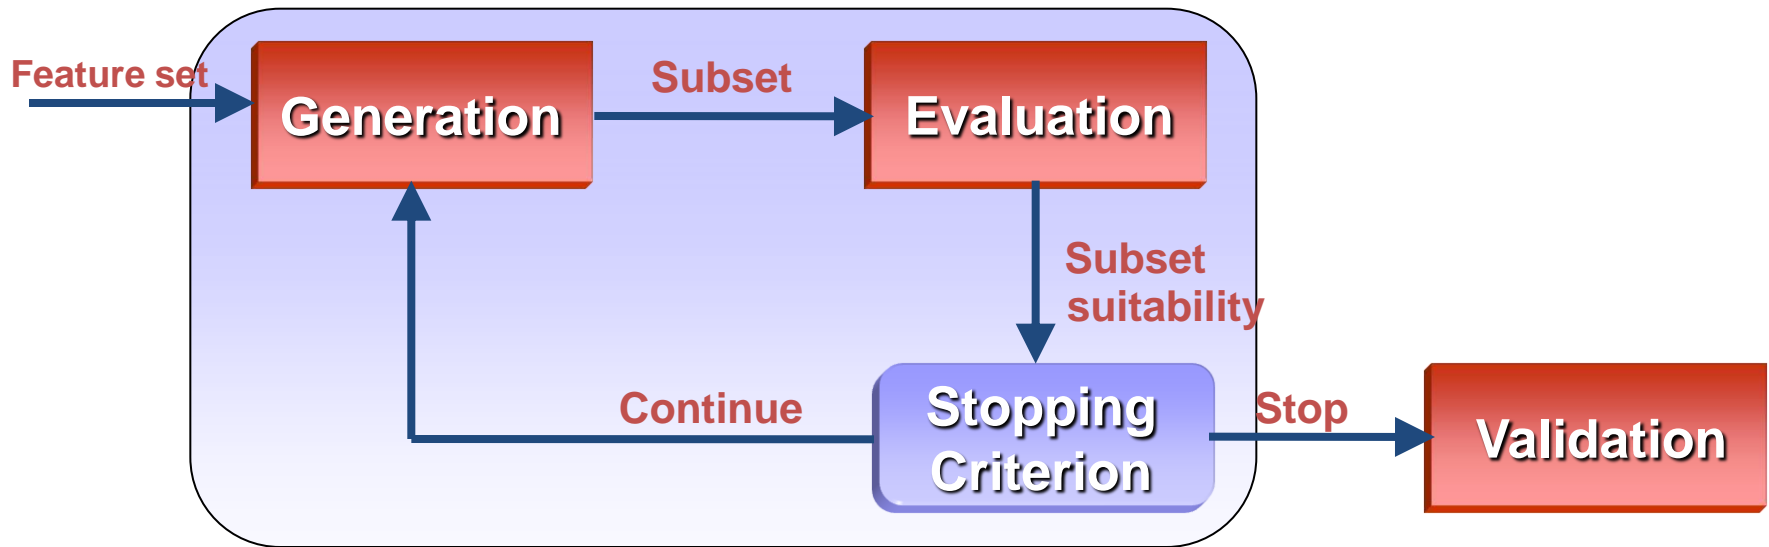 Feature set
Generation
Subset
Evaluation
Subset
suitability
Continue
Stopping
Criterion
Stop
Validation